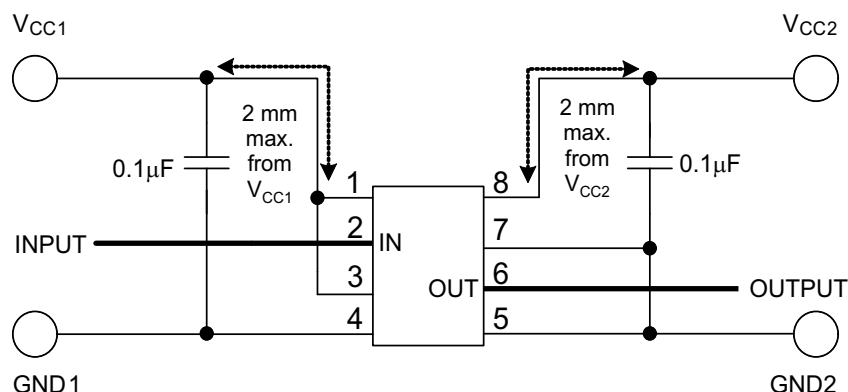 VCC1
VCC2
2 mm
max.
from
VCC1
2 mm
max.
from
VCC2
0.1μF
0.1μF
1
8
INPUT
2
IN
7
3
OUT
6
OUTPUT
4
5
GND1
GND2